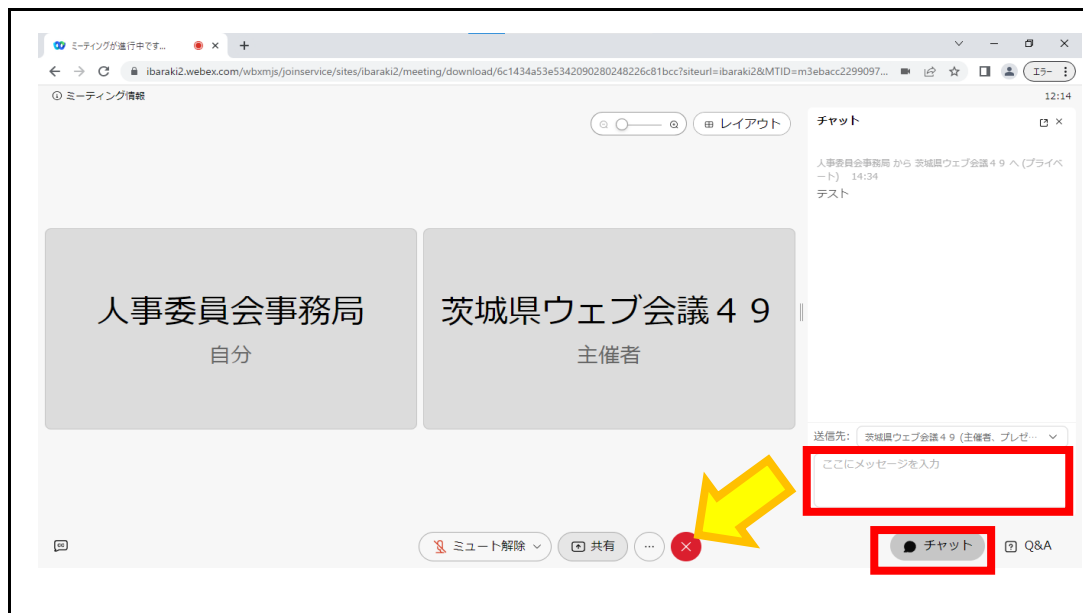 ミーティングが進行中です...
ibaraki2.webex.com/wbxmjs/joinservice/sites/ibaraki2/meeting/download/6c1434a53e5342090280248226c81bcc?siteurl=ibaraki2&MTID=m3ebacc2299097...
ｴﾗｰ
ミーティング情報
12:14
レイアウト
チャット
人事委員会事務局 から 茨城県ウェブ会議４９ へ (プライベ
ート) 14:34
テスト
人事委員会事務局
自分
茨城県ウェブ会議４９
主催者
送信先: 茨城県ウェブ会議４９ (主催者、プレゼ…
ここにメッセージを入力
ミュート解除
共有
チャット
Q&A